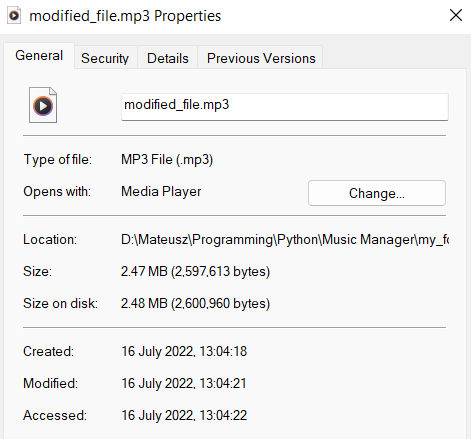 modified_file.mp3 Properties
General Security Details Previous Versions
modified_file.mp3
Type of file: MP3 File (.mp3)
Opens with: Media Player Change...
Location: D:\Mateusz\Programming\Python\Music Manager\my_fo
Size: 2.47 MB (2,597,613 bytes)
Size on disk: 2.48 MB (2,600,960 bytes)
Created: 16 July 2022, 13:04:18
Modified: 16 July 2022, 13:04:21
Accessed: 16 July 2022, 13:04:22